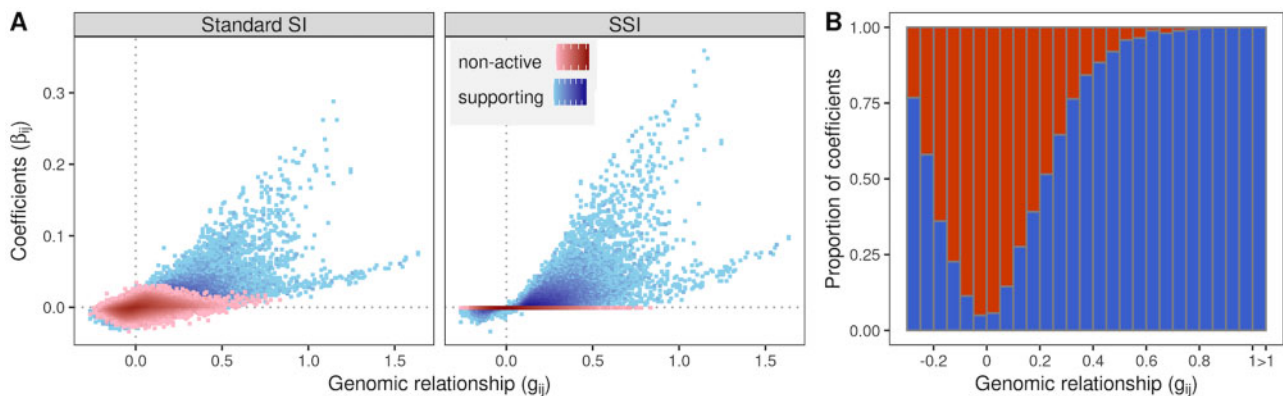 A
Standard SI
SSI
non-active
supporting
Coefficients (βij)
0.3
0.2
0.1
0.0
0.0
0.5
1.0
1.5
0.0
0.5
1.0
1.5
Genomic relationship (gij)
B
Proportion of coefficients
1.00
0.75
0.50
0.25
0.00
-0.2
0
0.2
0.4
0.6
0.8
1>1
Genomic relationship (gij)